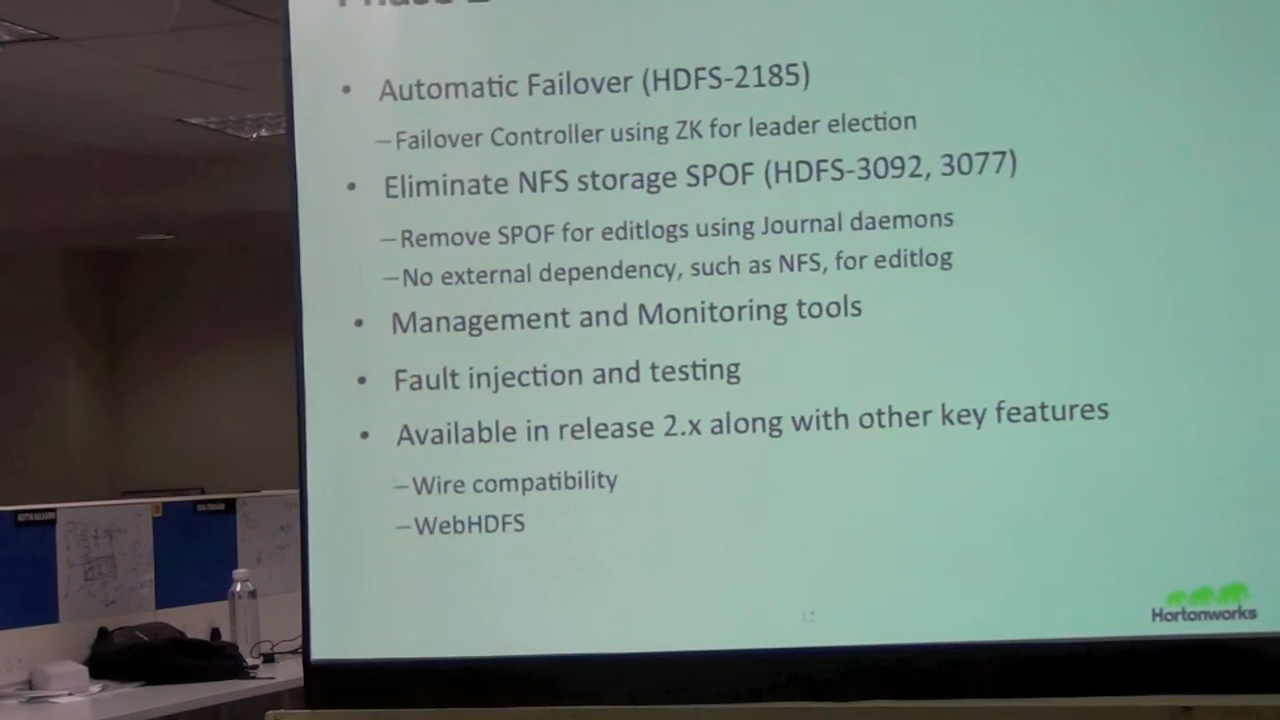 Phase 2
• Automatic Failover (HDFS-2185)
–Failover Controller using ZK for leader election
• Eliminate NFS storage SPOF (HDFS-3092, 3077)
–Remove SPOF for editlogs using Journal daemons
–No external dependency, such as NFS, for editlog
• Management and Monitoring tools
• Fault injection and testing
• Available in release 2.x along with other key features
–Wire compatibility
–WebHDFS
Hortonworks